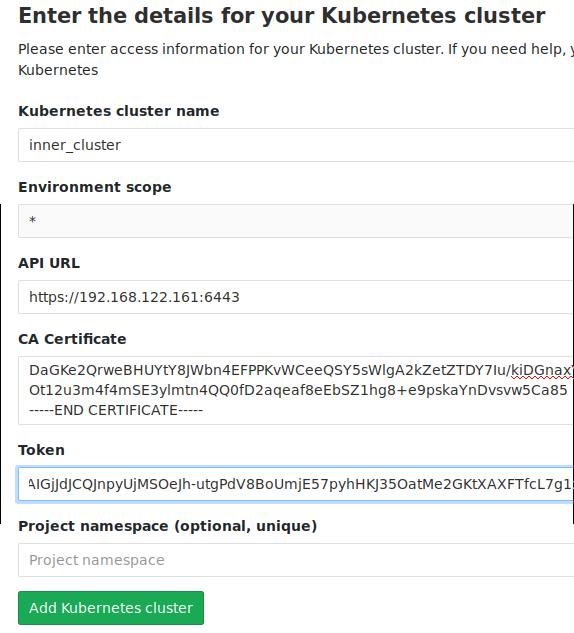 Enter the details for your Kubernetes cluster
Please enter access information for your Kubernetes cluster. If you need help,
Kubernetes
Kubernetes cluster name
inner_cluster
Environment scope
*
API URL
https://192.168.122.161:6443
CA Certificate
DaGKe2QrweBHUYtY8JWbn4EFPPKvWCeeQSY5sWlgA2kZetZTDY7Iu/kiDGnax
Ot12u3m4f4mSE3ylmtn4QQ0fD2aqeaf8eEbSZ1hg8+e9pskaYnDvsvw5Ca85
-----END CERTIFICATE-----
Token
AIGjJdJCQJnpyUjMSOeJh-utgPdV8BoUmjE57pyhHKJ35OatMe2GKtXAXFTfcL7g1
Project namespace (optional, unique)
Project namespace
Add Kubernetes cluster